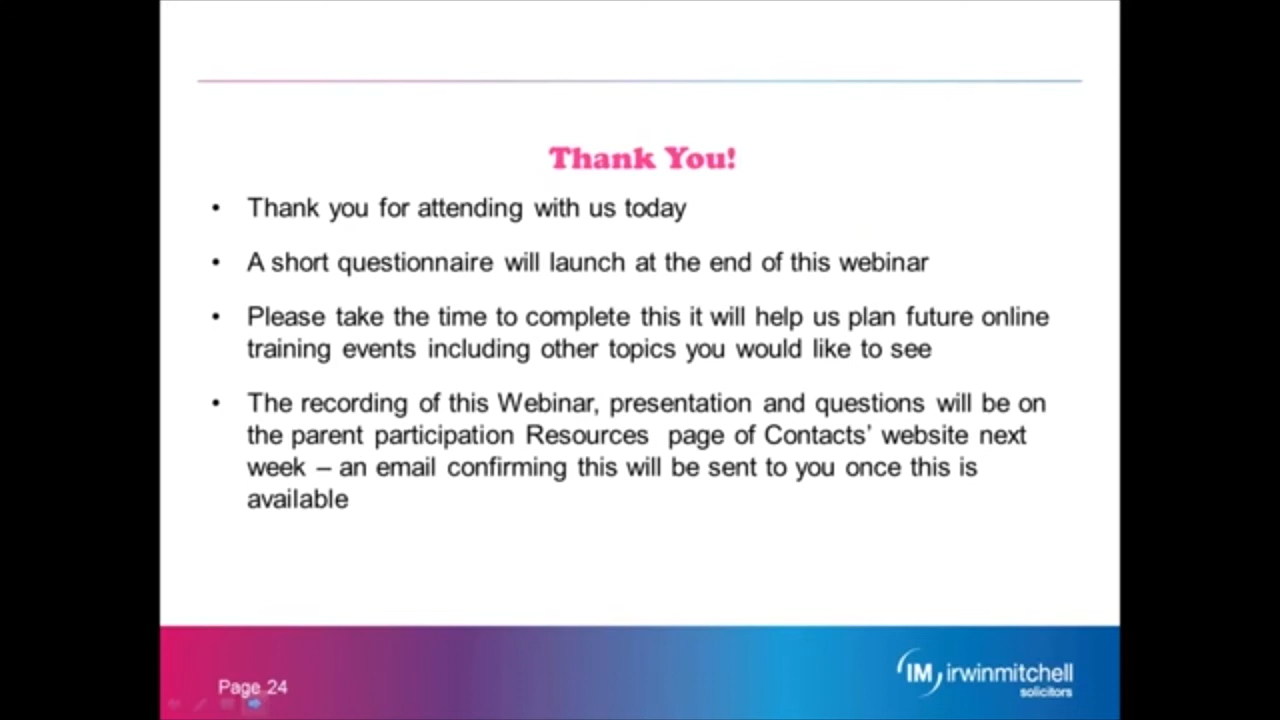 Thank You!
• Thank you for attending with us today
• A short questionnaire will launch at the end of this webinar
• Please take the time to complete this it will help us plan future online
training events including other topics you would like to see
• The recording of this Webinar, presentation and questions will be on
the parent participation Resources page of Contacts’ website next
week – an email confirming this will be sent to you once this is
available
Page 24
IM irwinmitchell
solicitors